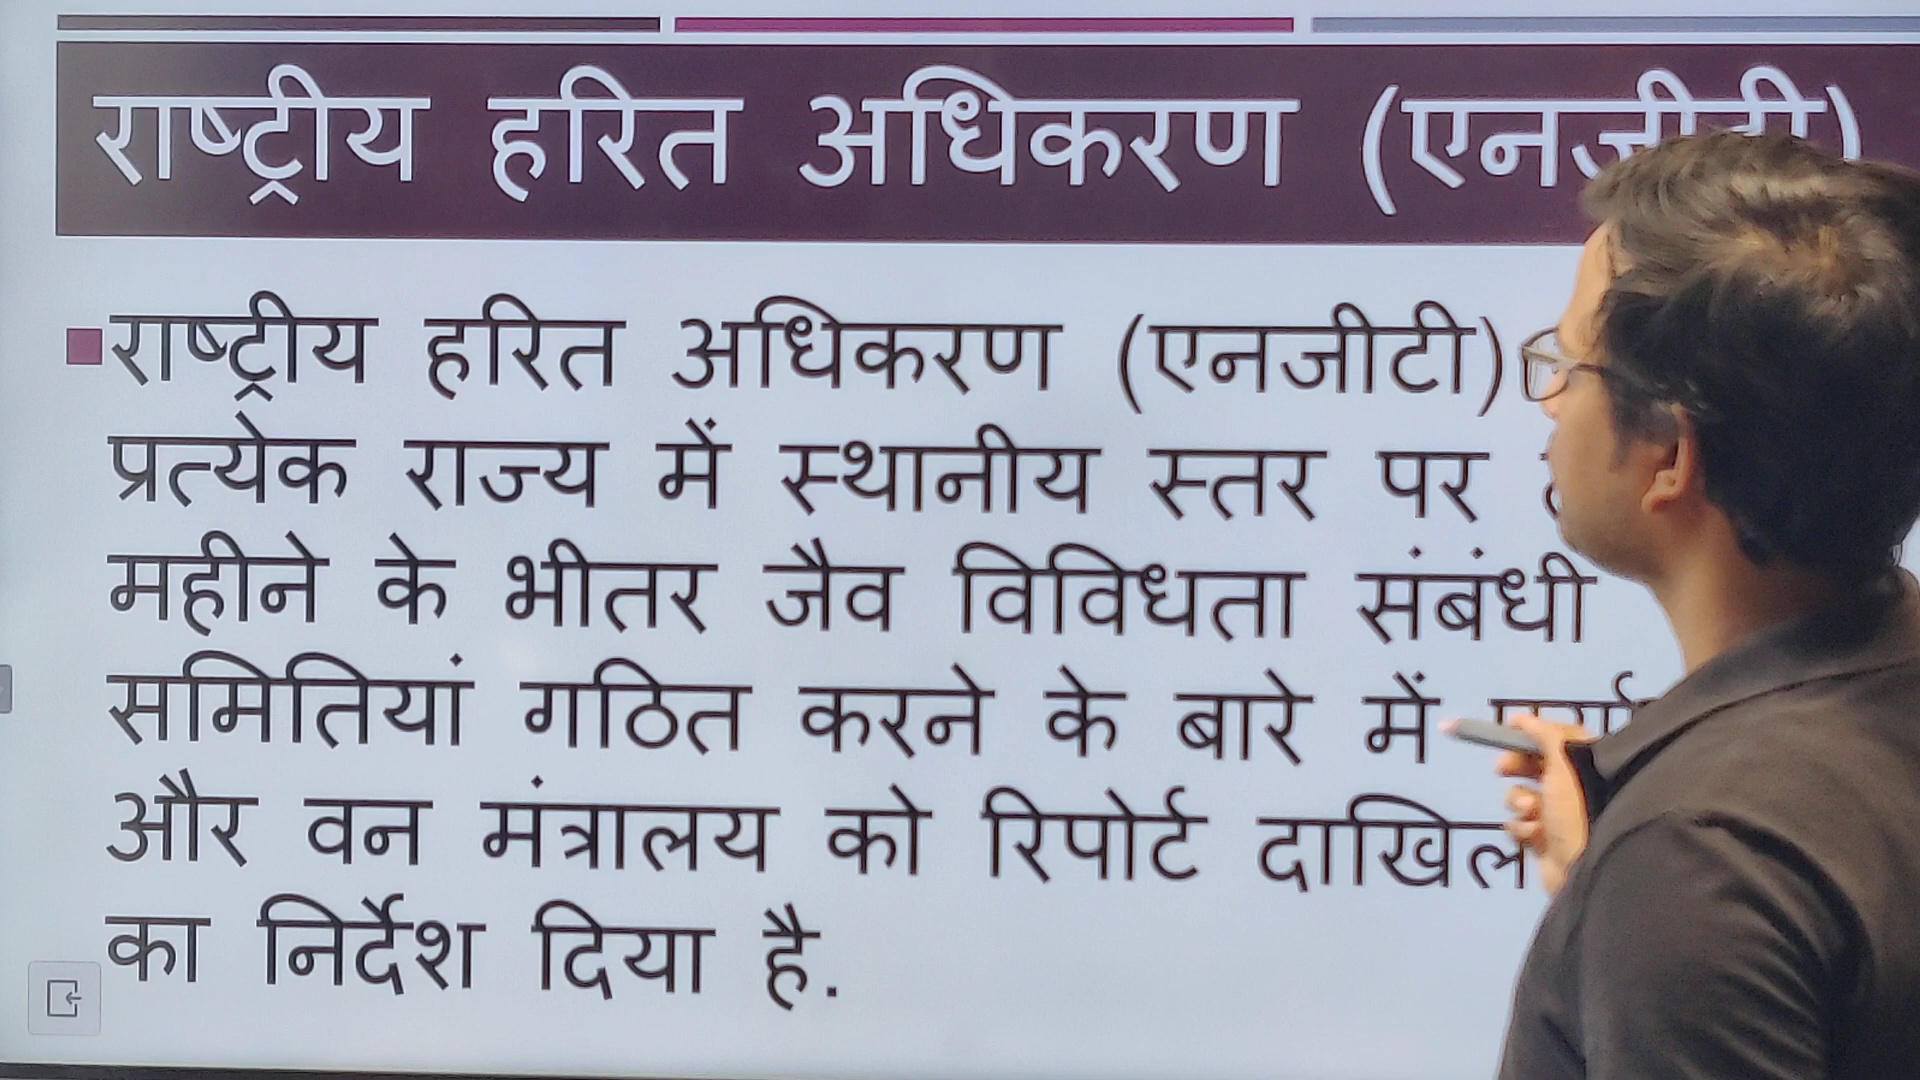 राष्ट्रीय हरित अधिकरण (एनजीटी)
राष्ट्रीय हरित अधिकरण (एनजीटी)
प्रत्येक राज्य में स्थानीय स्तर पर
महीने के भीतर जैव विविधता संबंधी
समितियां गठित करने के बारे में
और वन मंत्रालय को रिपोर्ट दाखिल
का निर्देश दिया है.